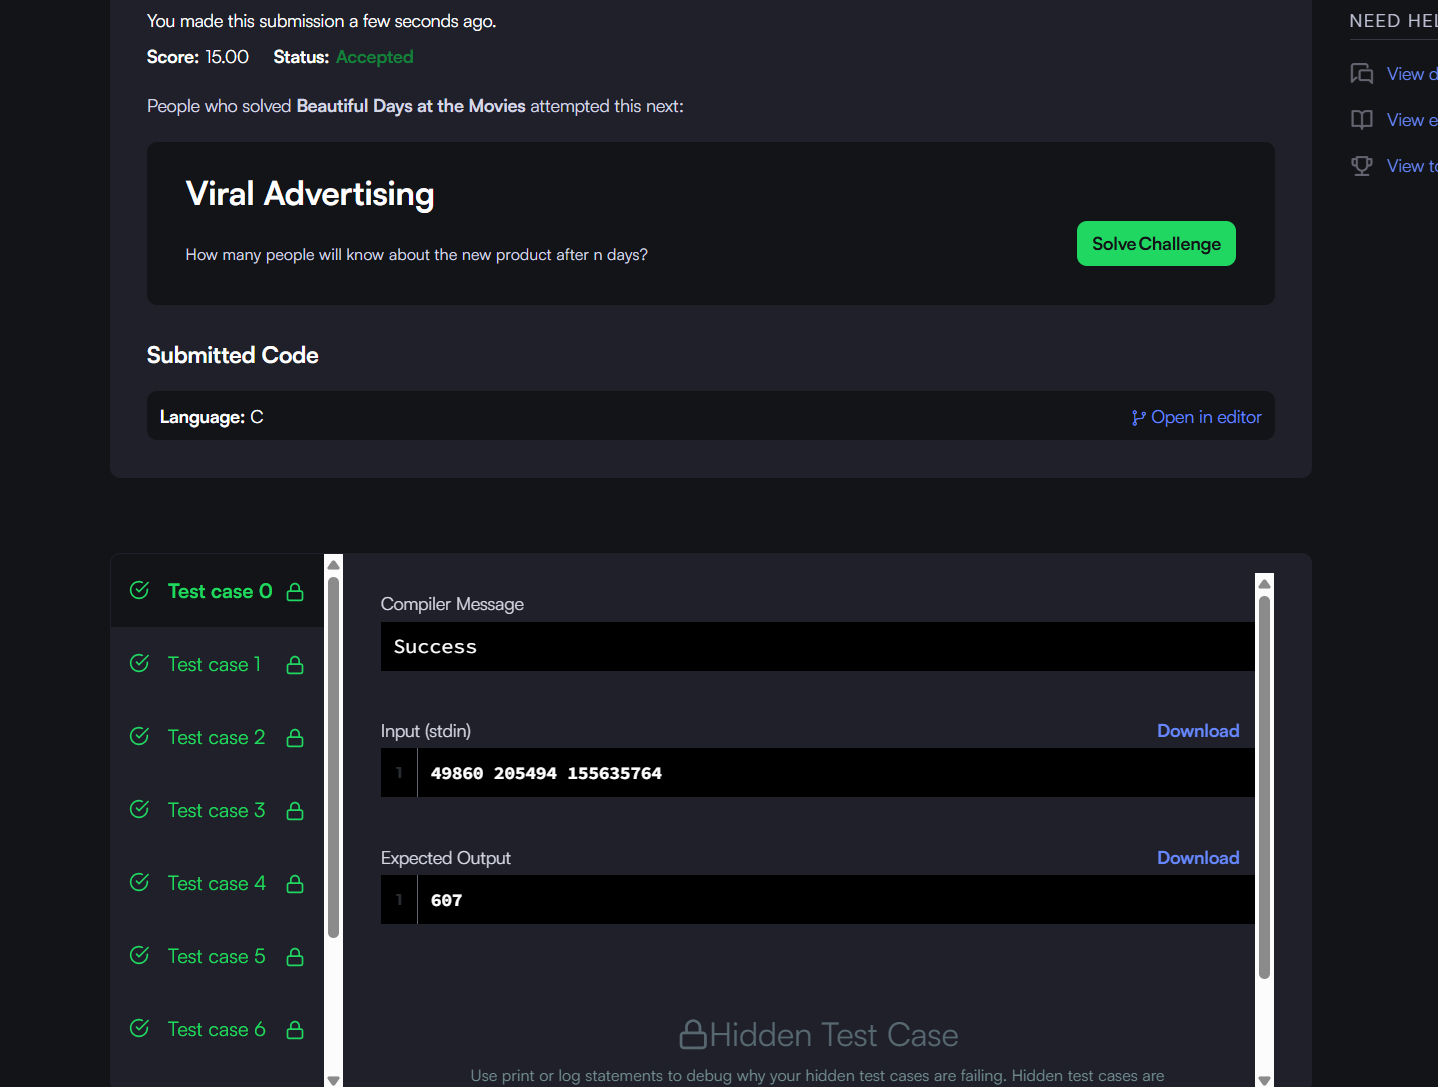 You made this submission a few seconds ago.
Score: 15.00 Status: Accepted
People who solved Beautiful Days at the Movies attempted this next:
Viral Advertising
How many people will know about the new product after n days?
Solve Challenge
Submitted Code
Language: C
Open in editor
NEED HEL
View d
View e
View to
Test case 0
Test case 1
Test case 2
Test case 3
Test case 4
Test case 5
Test case 6
Compiler Message
Success
Input (stdin)
Download
1 49860 205494 155635764
Expected Output
Download
1 607
Hidden Test Case
Use print or log statements to debug why your hidden test cases are failing. Hidden test cases are